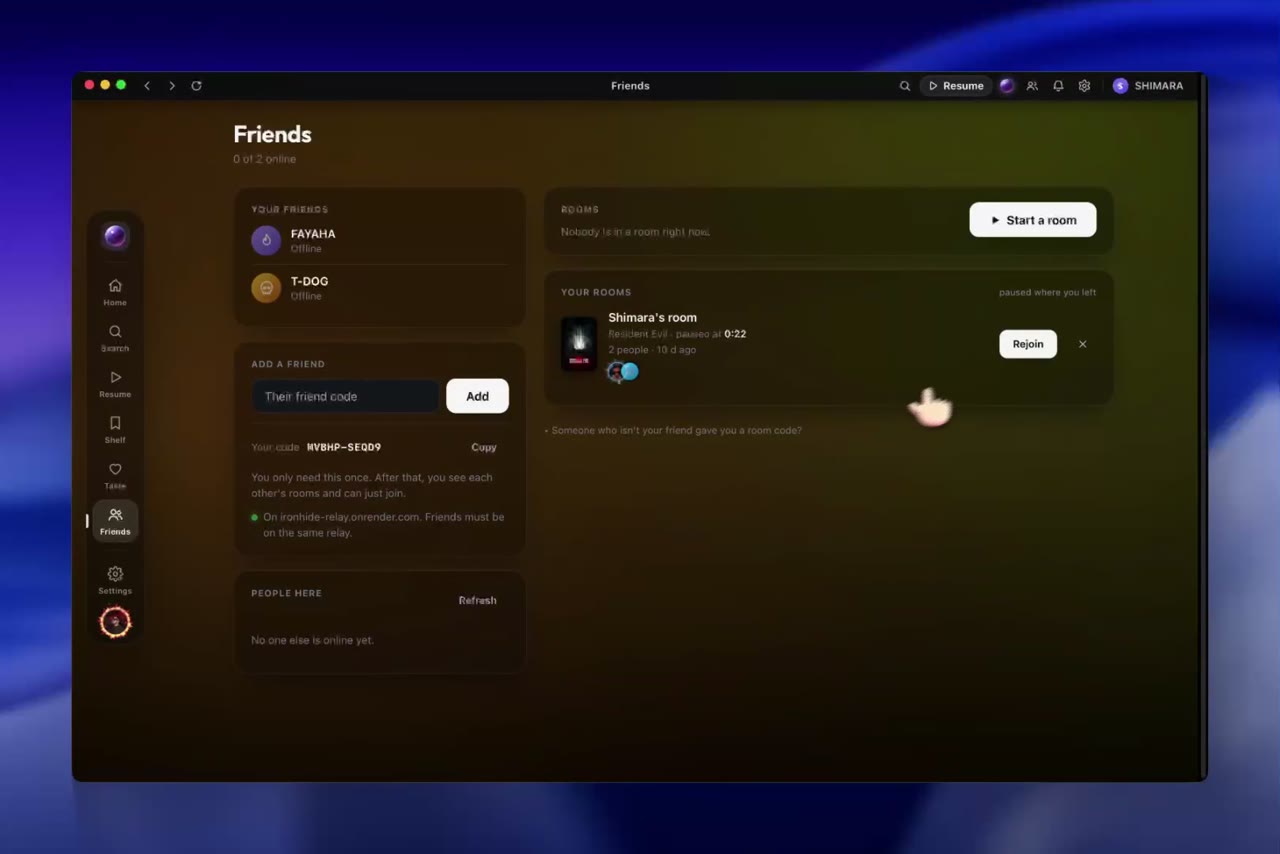 Friends
Resume
SHIMARA
Friends
0 of 2 online
YOUR FRIENDS
FAYAHA
Offline
T-DOG
Offline
ADD A FRIEND
Their friend code
Add
Your code WVBHP-SEQD9
Copy
You only need this once. After that, you see each
other's rooms and can just join.
On ironhide-relay.onrender.com. Friends must be
on the same relay.
PEOPLE HERE
Refresh
No one else is online yet.
ROOMS
Nobody is in a room right now.
Start a room
YOUR ROOMS
paused where you left
Shimara's room
Resident Evil · paused at 0:22
2 people · 10 d ago
Rejoin
Someone who isn't your friend gave you a room code?
Home
Search
Resume
Shelf
Taste
Friends
Settings